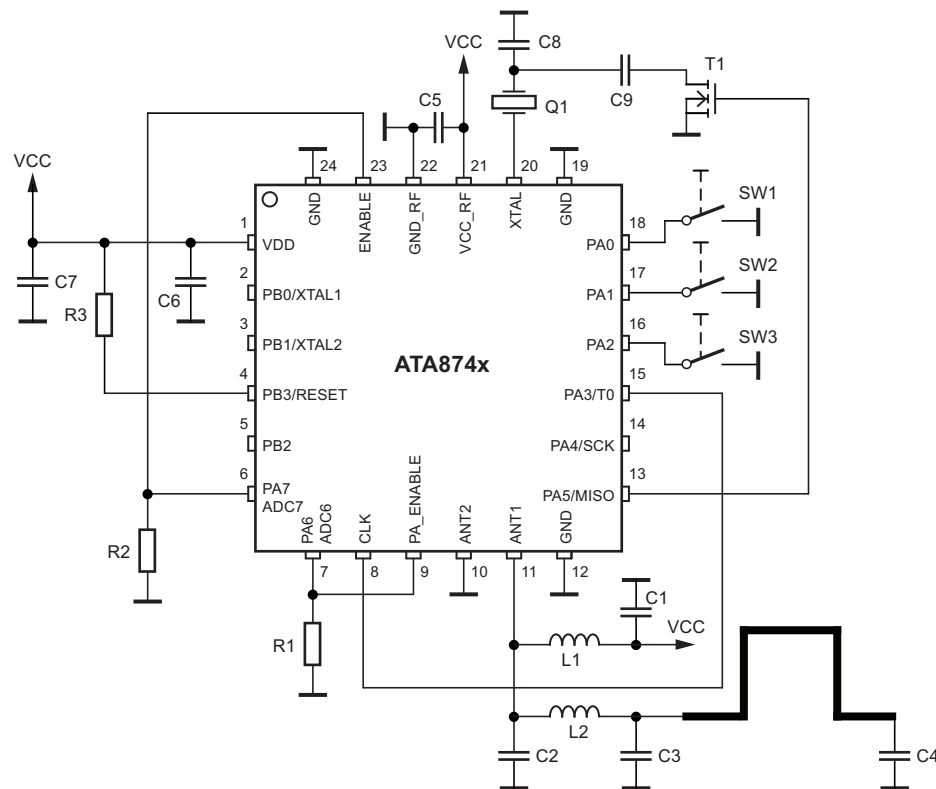 C8
VCC
T1
C9
C5
Q1
VCC
24
23
22
21
20
19
GND
ENABLE
GND_RF
VCC_RF
XTAL
GND
1
VDD
C7
R3
C6
2
PB0/XTAL1
3
PB1/XTAL2
4
PB3/RESET
5
PB2
6
PA7
ADC7
ATA874x
18
PA0
SW1
17
PA1
SW2
16
PA2
SW3
15
PA3/T0
14
PA4/SCK
13
PA5/MISO
PA6
ADC6
CLK
PA_ENABLE
ANT2
ANT1
GND
7
8
9
10
11
12
R2
R1
C1
VCC
L1
L2
C2
C3
C4